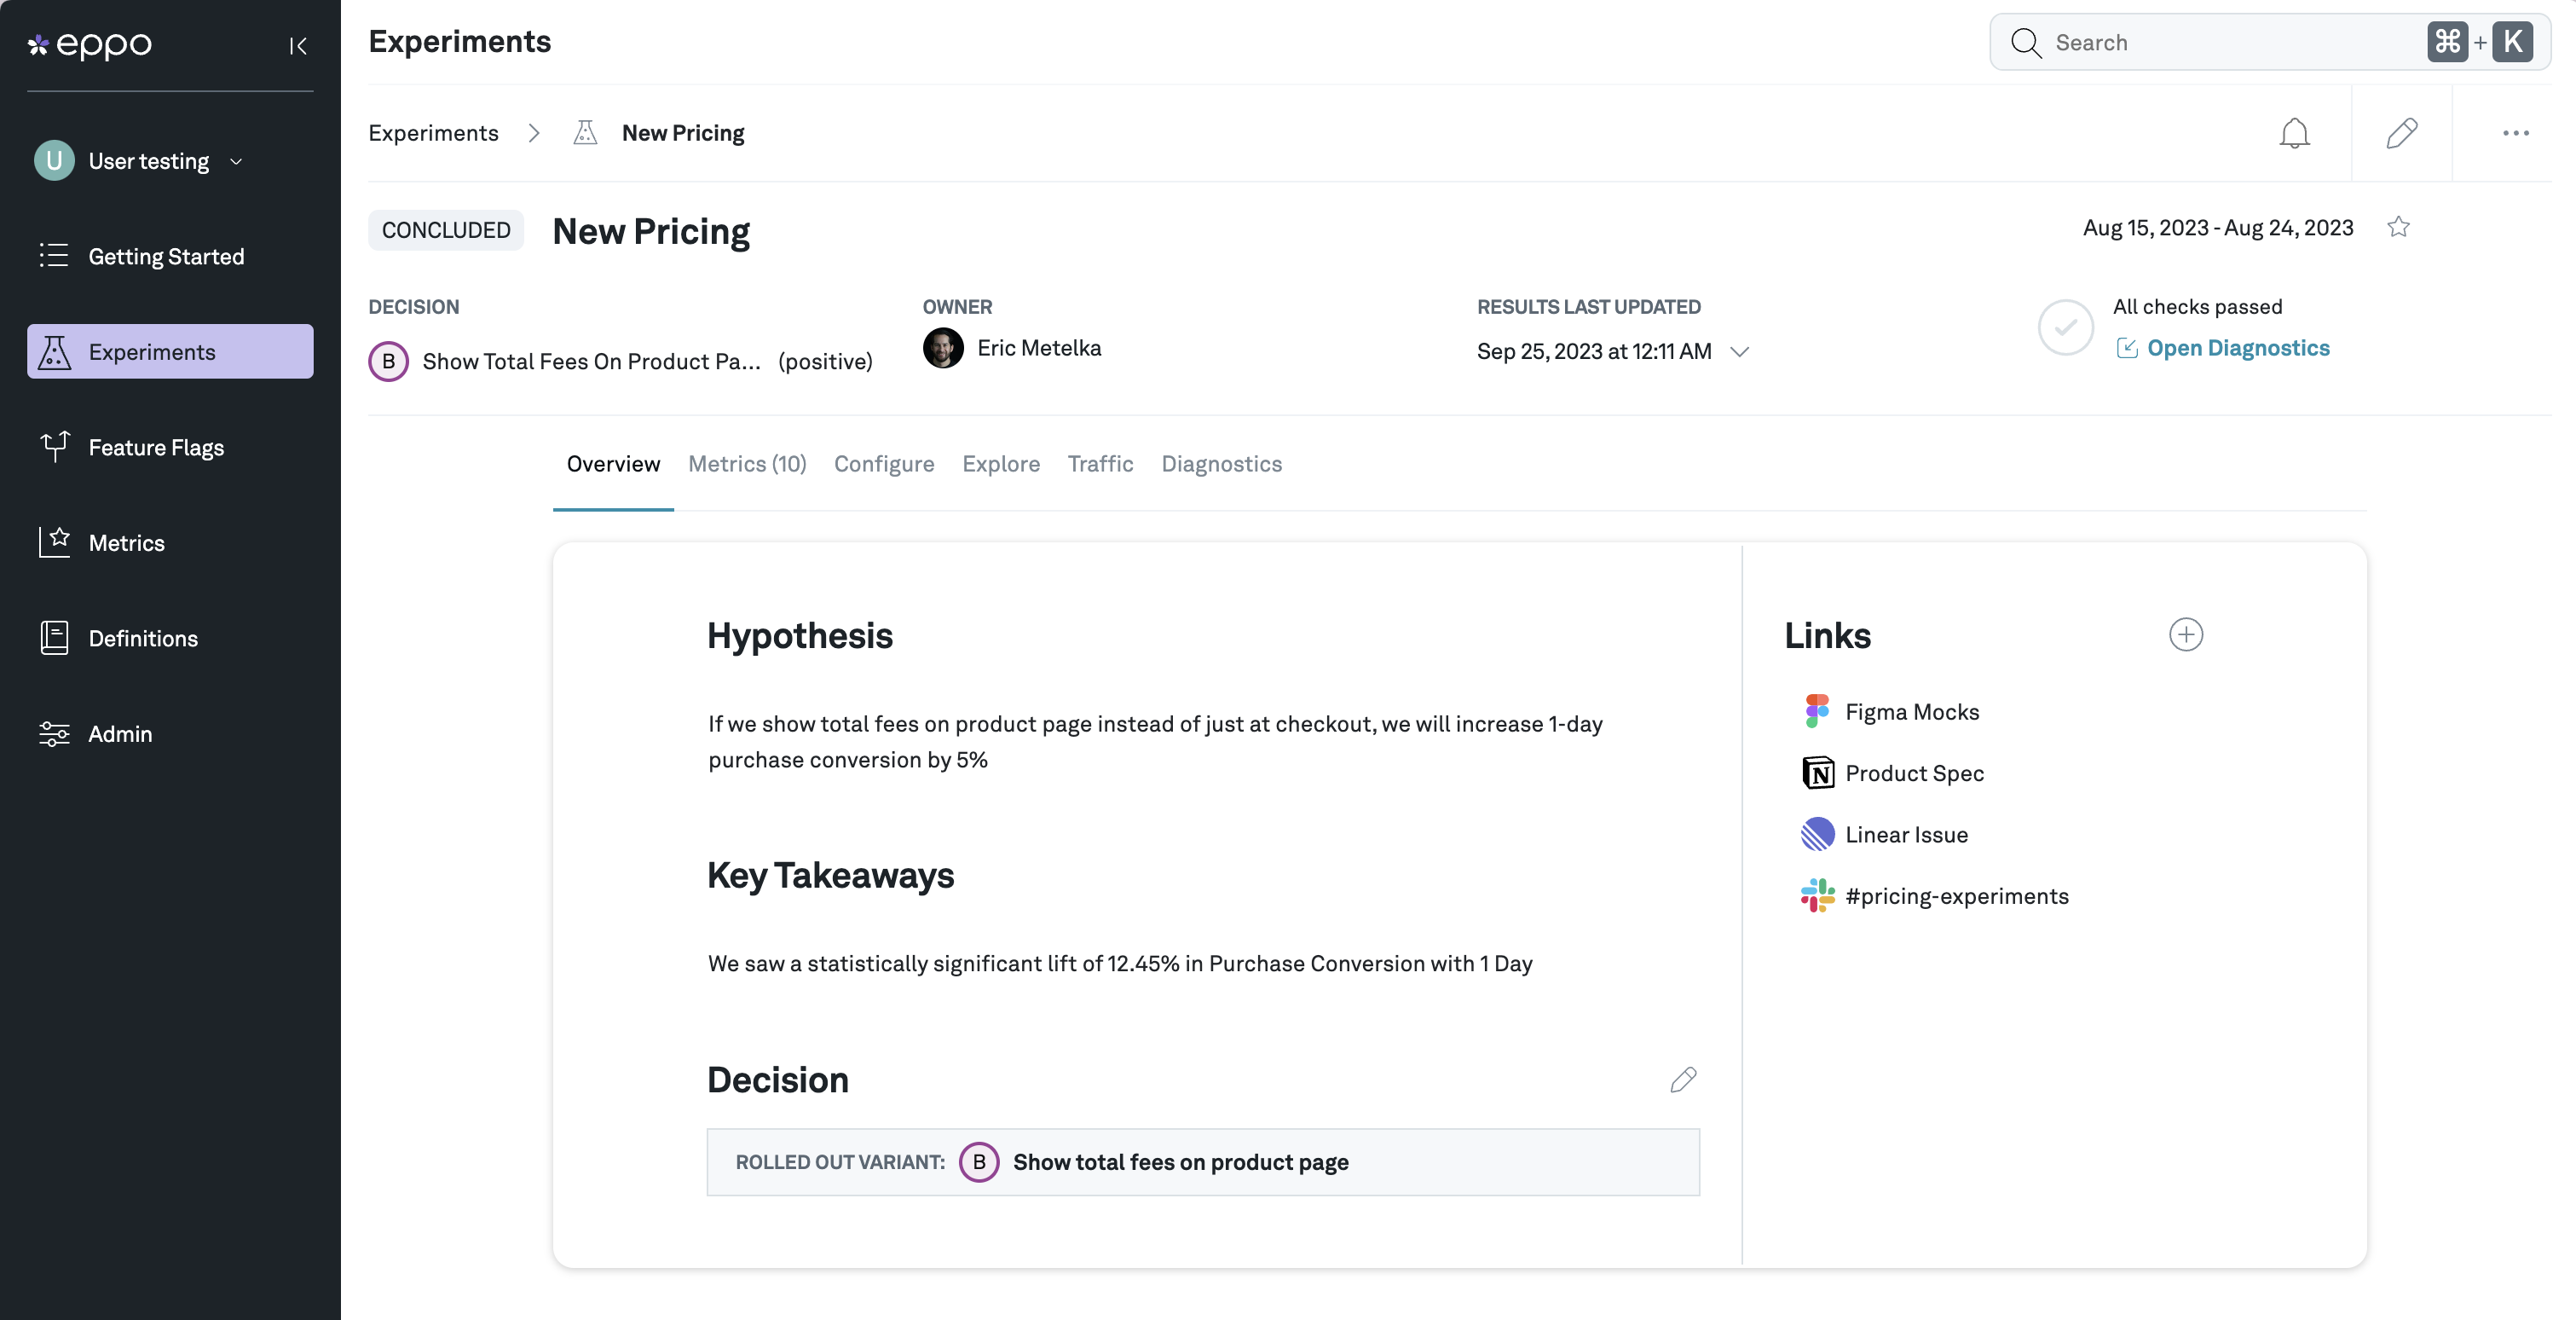 eppo
User testing
Getting Started
Experiments
Feature Flags
Metrics
Definitions
Admin
Experiments
Search
⌘ + K
Experiments
New Pricing
CONCLUDED
New Pricing
Aug 15, 2023 - Aug 24, 2023
DECISION
B Show Total Fees On Product Pa... (positive)
OWNER
Eric Metelka
RESULTS LAST UPDATED
Sep 25, 2023 at 12:11 AM
All checks passed
Open Diagnostics
Overview Metrics (10) Configure Explore Traffic Diagnostics
Hypothesis
If we show total fees on product page instead of just at checkout, we will increase 1-day
purchase conversion by 5%
Key Takeaways
We saw a statistically significant lift of 12.45% in Purchase Conversion with 1 Day
Decision
ROLLED OUT VARIANT: B Show total fees on product page
Links
Figma Mocks
Product Spec
Linear Issue
#pricing-experiments
U